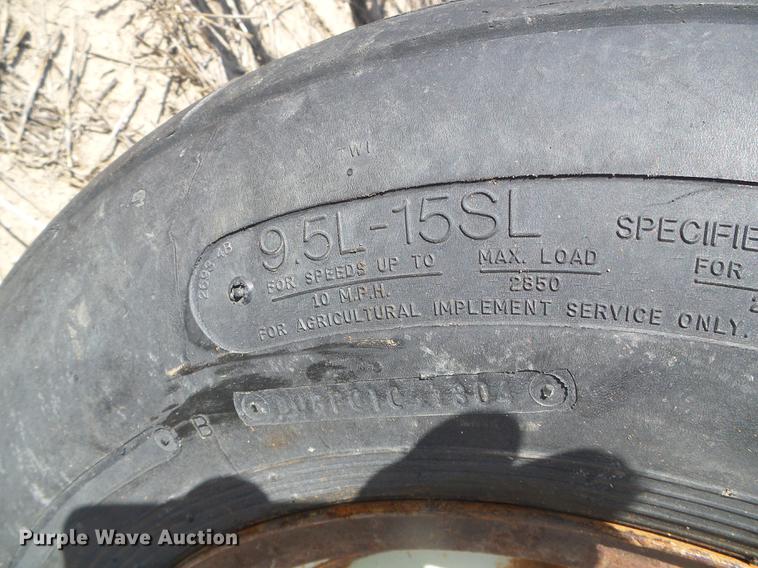 TWI
9.5L-15SL
SPECIFIE
FOR SPEEDS UP TO
10 M.P.H.
MAX. LOAD
2850
FOR
2
FOR AGRICULTURAL IMPLEMENT SERVICE ONLY.
B
Purple Wave Auction